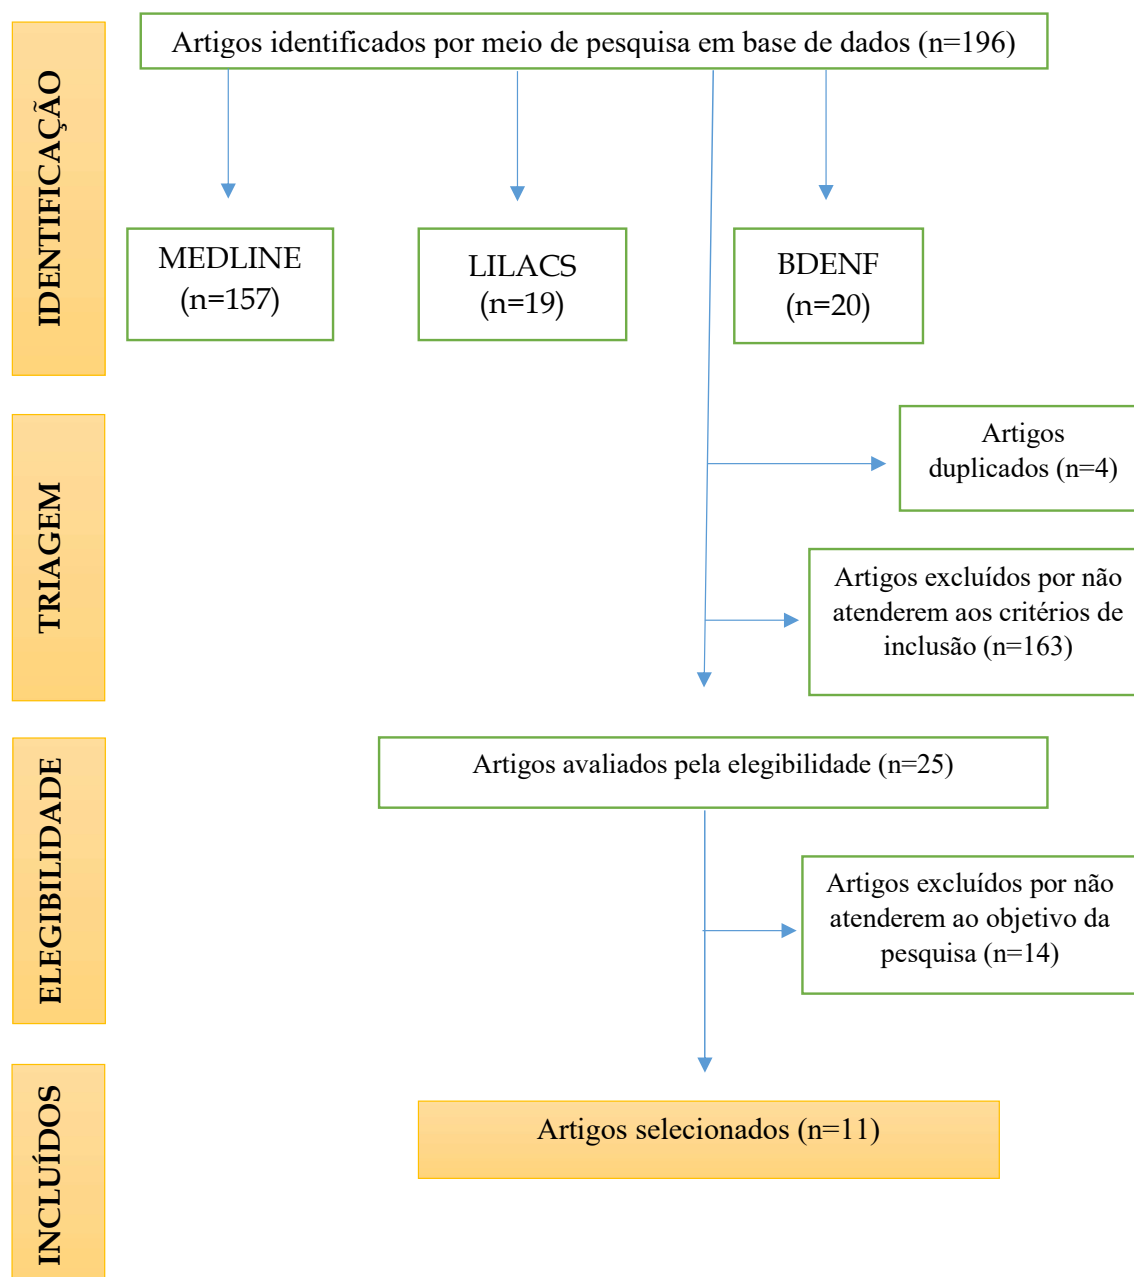 Artigos identificados por meio de pesquisa em base de dados (n=196)
IDENTIFICAÇÃO
MEDLINE
(n=157)
LILACS
(n=19)
BDENF
(n=20)
TRIAGEM
Artigos
duplicados (n=4)
Artigos excluídos por não
atenderem aos critérios de
inclusão (n=163)
ELEGIBILIDADE
Artigos avaliados pela elegibilidade (n=25)
Artigos excluídos por não
atenderem ao objetivo da
pesquisa (n=14)
INCLUÍDOS
Artigos selecionados (n=11)